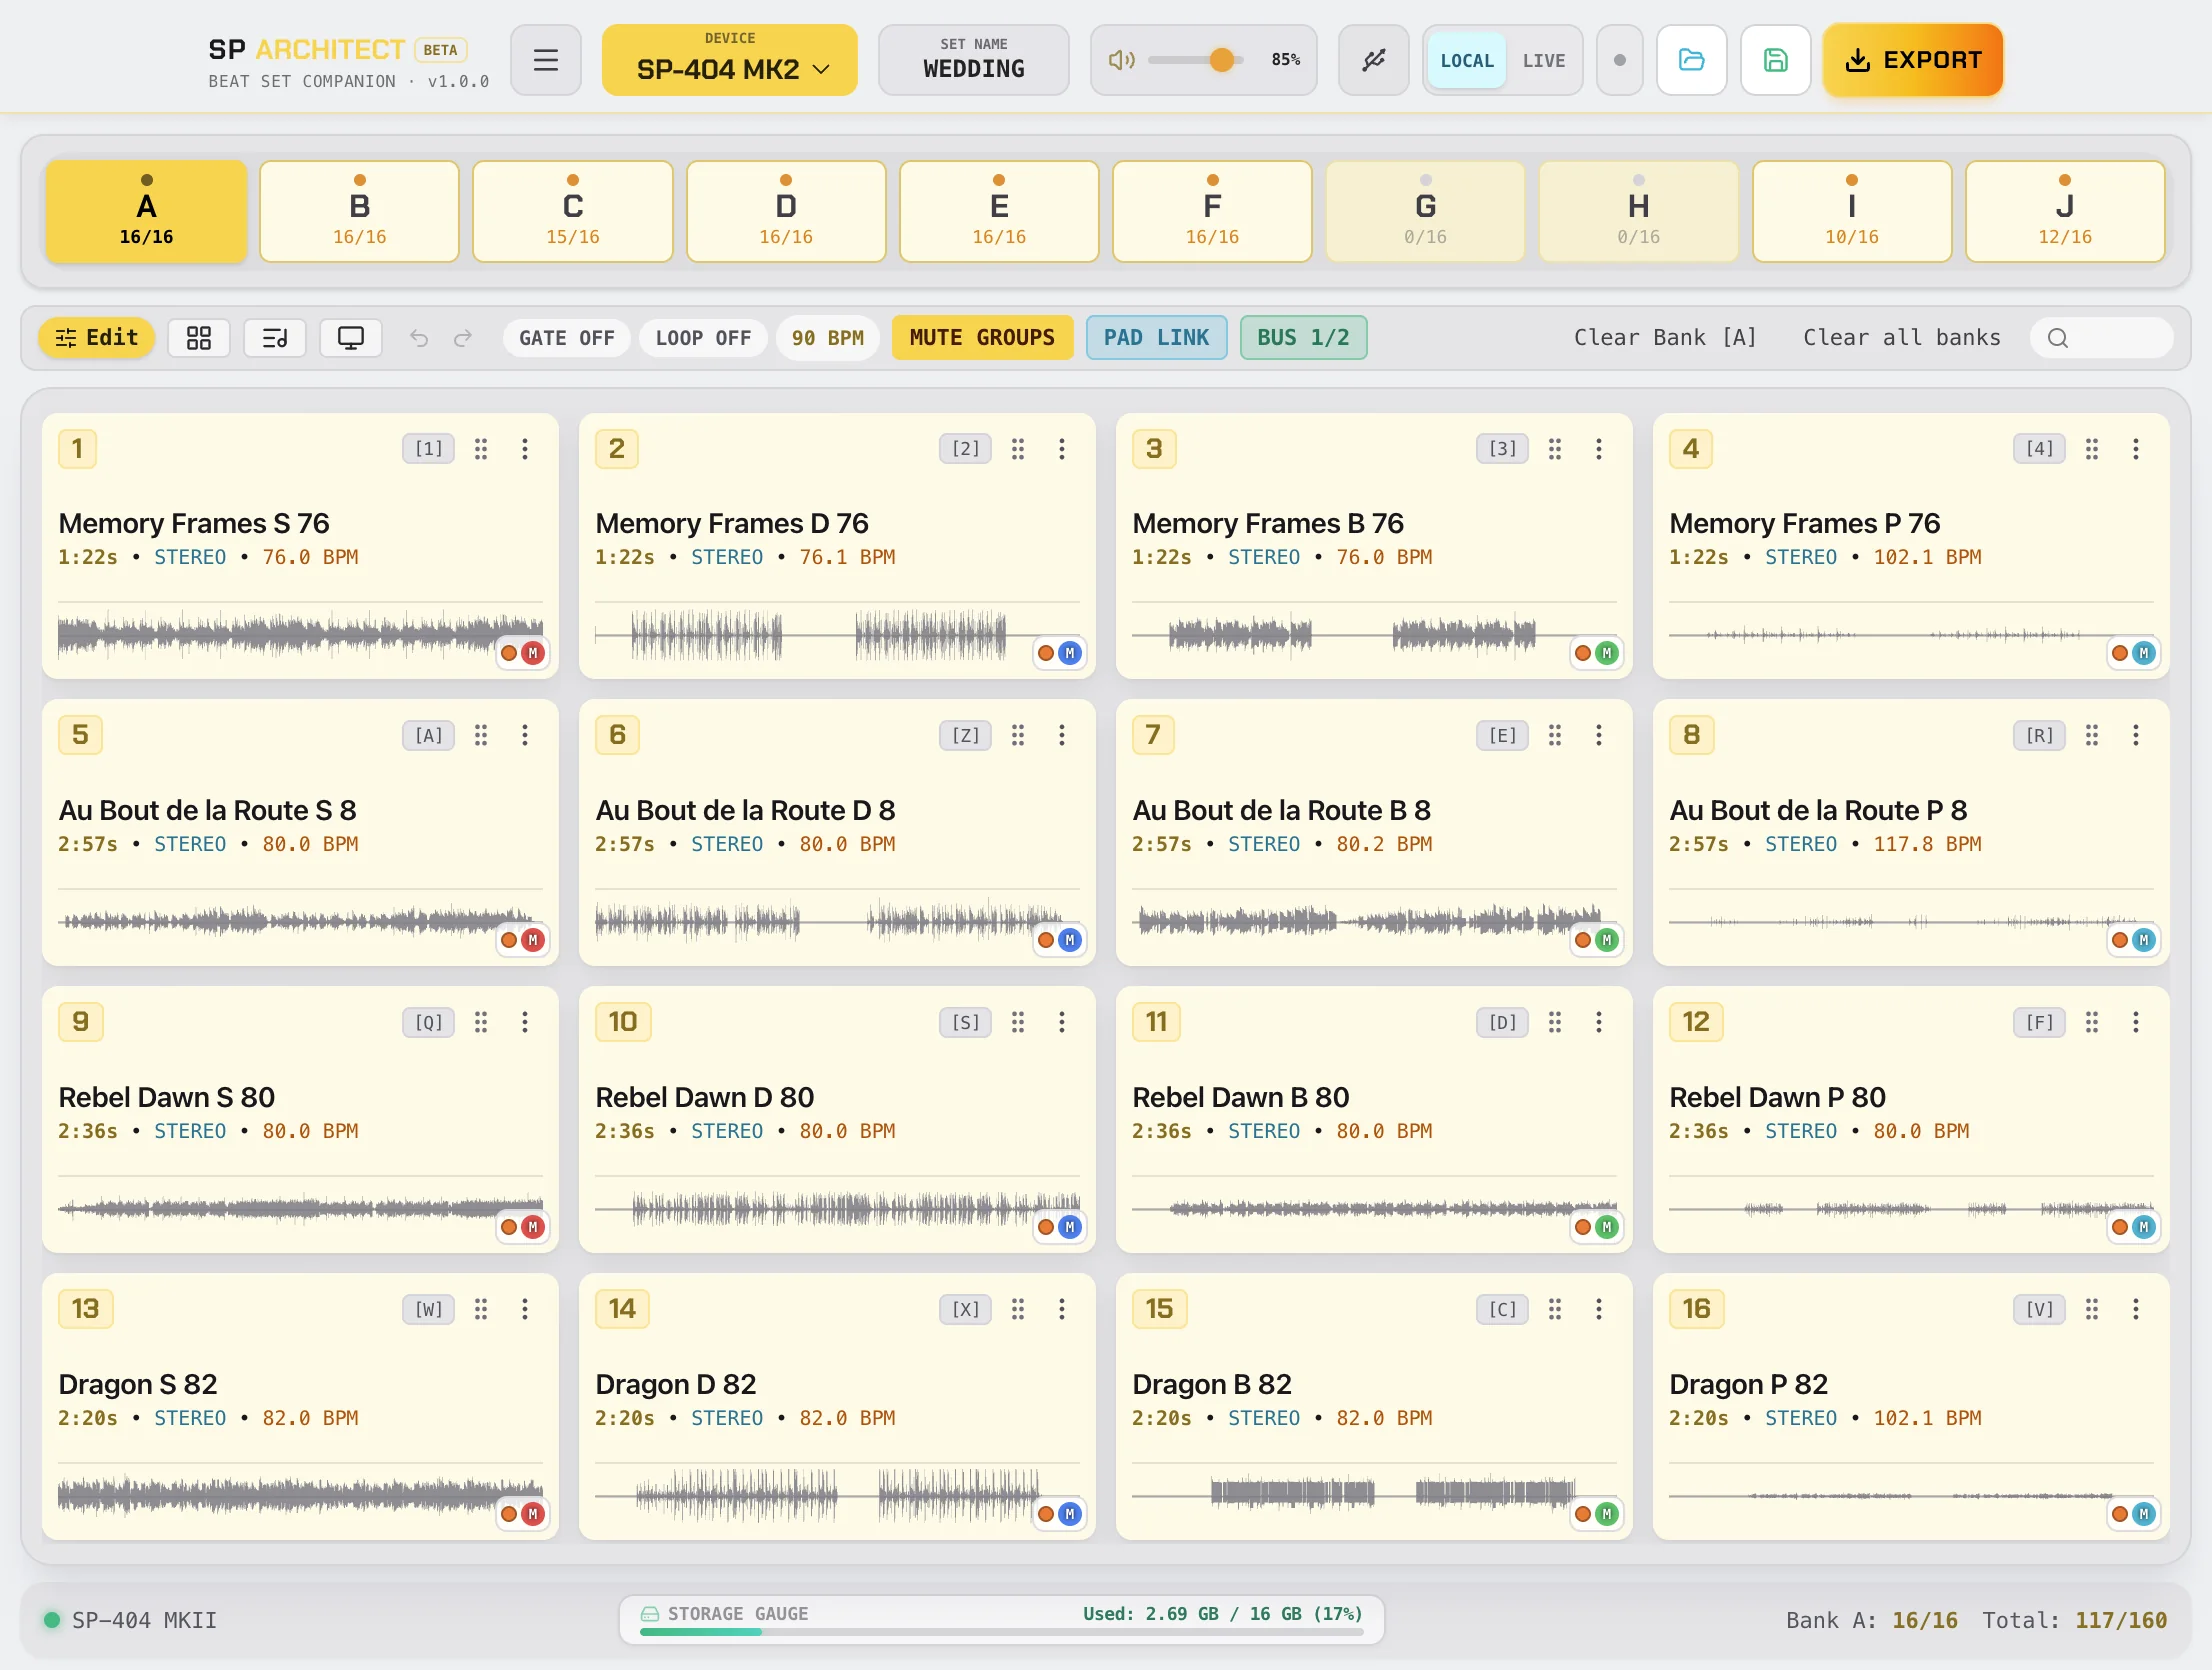 SP ARCHITECT BETA
BEAT SET COMPANION · v1.0.0
DEVICE
SP-404 MK2
SET NAME
WEDDING
85%
LOCAL LIVE
EXPORT
A B C D E F G H I J
16/16 16/16 15/16 16/16 16/16 16/16 0/16 0/16 10/16 12/16
Edit GATE OFF LOOP OFF 90 BPM MUTE GROUPS PAD LINK BUS 1/2 Clear Bank [A] Clear all banks
1 [1] 2 [2] 3 [3] 4 [4]
Memory Frames S 76 Memory Frames D 76 Memory Frames B 76 Memory Frames P 76
1:22s • STEREO • 76.0 BPM 1:22s • STEREO • 76.1 BPM 1:22s • STEREO • 76.0 BPM 1:22s • STEREO • 102.1 BPM
M M M M
5 [A] 6 [Z] 7 [E] 8 [R]
Au Bout de la Route S 8 Au Bout de la Route D 8 Au Bout de la Route B 8 Au Bout de la Route P 8
2:57s • STEREO • 80.0 BPM 2:57s • STEREO • 80.0 BPM 2:57s • STEREO • 80.2 BPM 2:57s • STEREO • 117.8 BPM
M M M M
9 [Q] 10 [S] 11 [D] 12 [F]
Rebel Dawn S 80 Rebel Dawn D 80 Rebel Dawn B 80 Rebel Dawn P 80
2:36s • STEREO • 80.0 BPM 2:36s • STEREO • 80.0 BPM 2:36s • STEREO • 80.0 BPM 2:36s • STEREO • 80.0 BPM
M M M M
13 [W] 14 [X] 15 [C] 16 [V]
Dragon S 82 Dragon D 82 Dragon B 82 Dragon P 82
2:20s • STEREO • 82.0 BPM 2:20s • STEREO • 82.0 BPM 2:20s • STEREO • 82.0 BPM 2:20s • STEREO • 102.1 BPM
M M M M
SP-404 MKII STORAGE GAUGE Used: 2.69 GB / 16 GB (17%) Bank A: 16/16 Total: 117/160